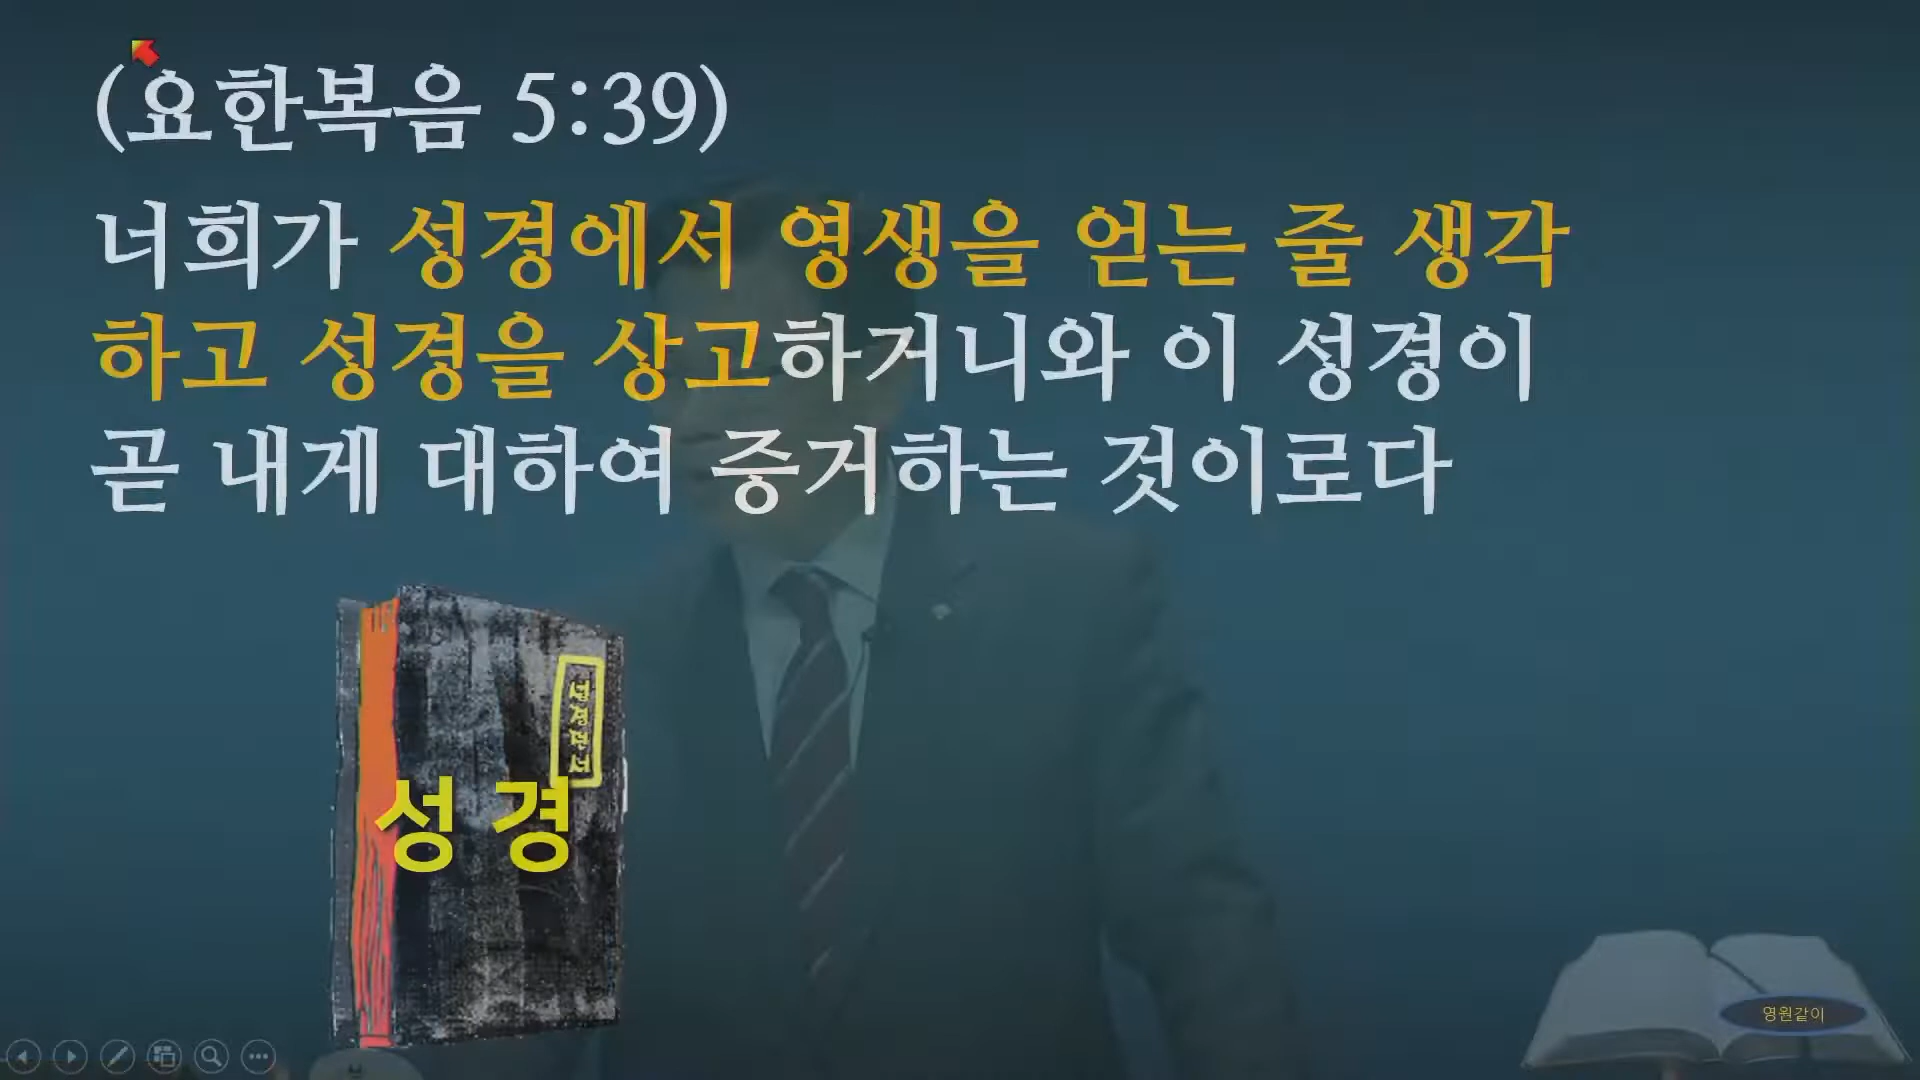 (요한복음 5:39)
너희가 성경에서 영생을 얻는 줄 생각
하고 성경을 상고하거니와 이 성경이
곧 내게 대하여 증거하는 것이로다
성경전서
성 경
영원같이